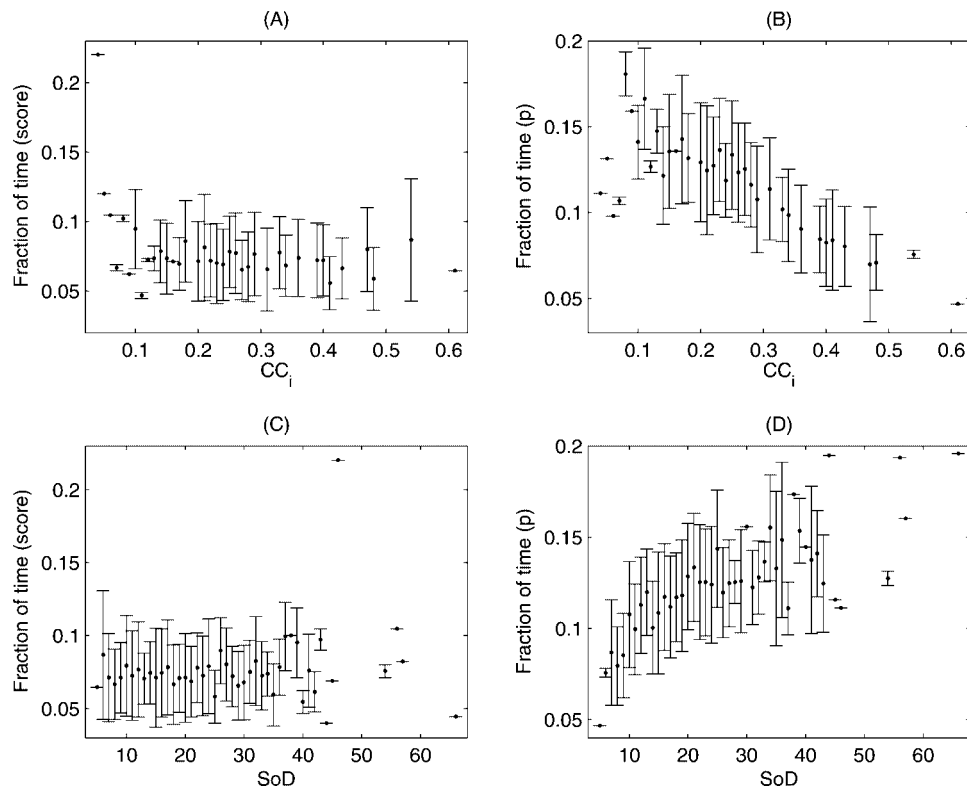 (A)
Fraction of time (score)
0.2
0.15
0.1
0.05
0.1 0.2 0.3 0.4 0.5 0.6
CC_i
(B)
Fraction of time (p)
0.2
0.15
0.1
0.05
0.1 0.2 0.3 0.4 0.5 0.6
CC_i
(C)
Fraction of time (score)
0.2
0.15
0.1
0.05
10 20 30 40 50 60
SoD
(D)
Fraction of time (p)
0.2
0.15
0.1
0.05
10 20 30 40 50 60
SoD